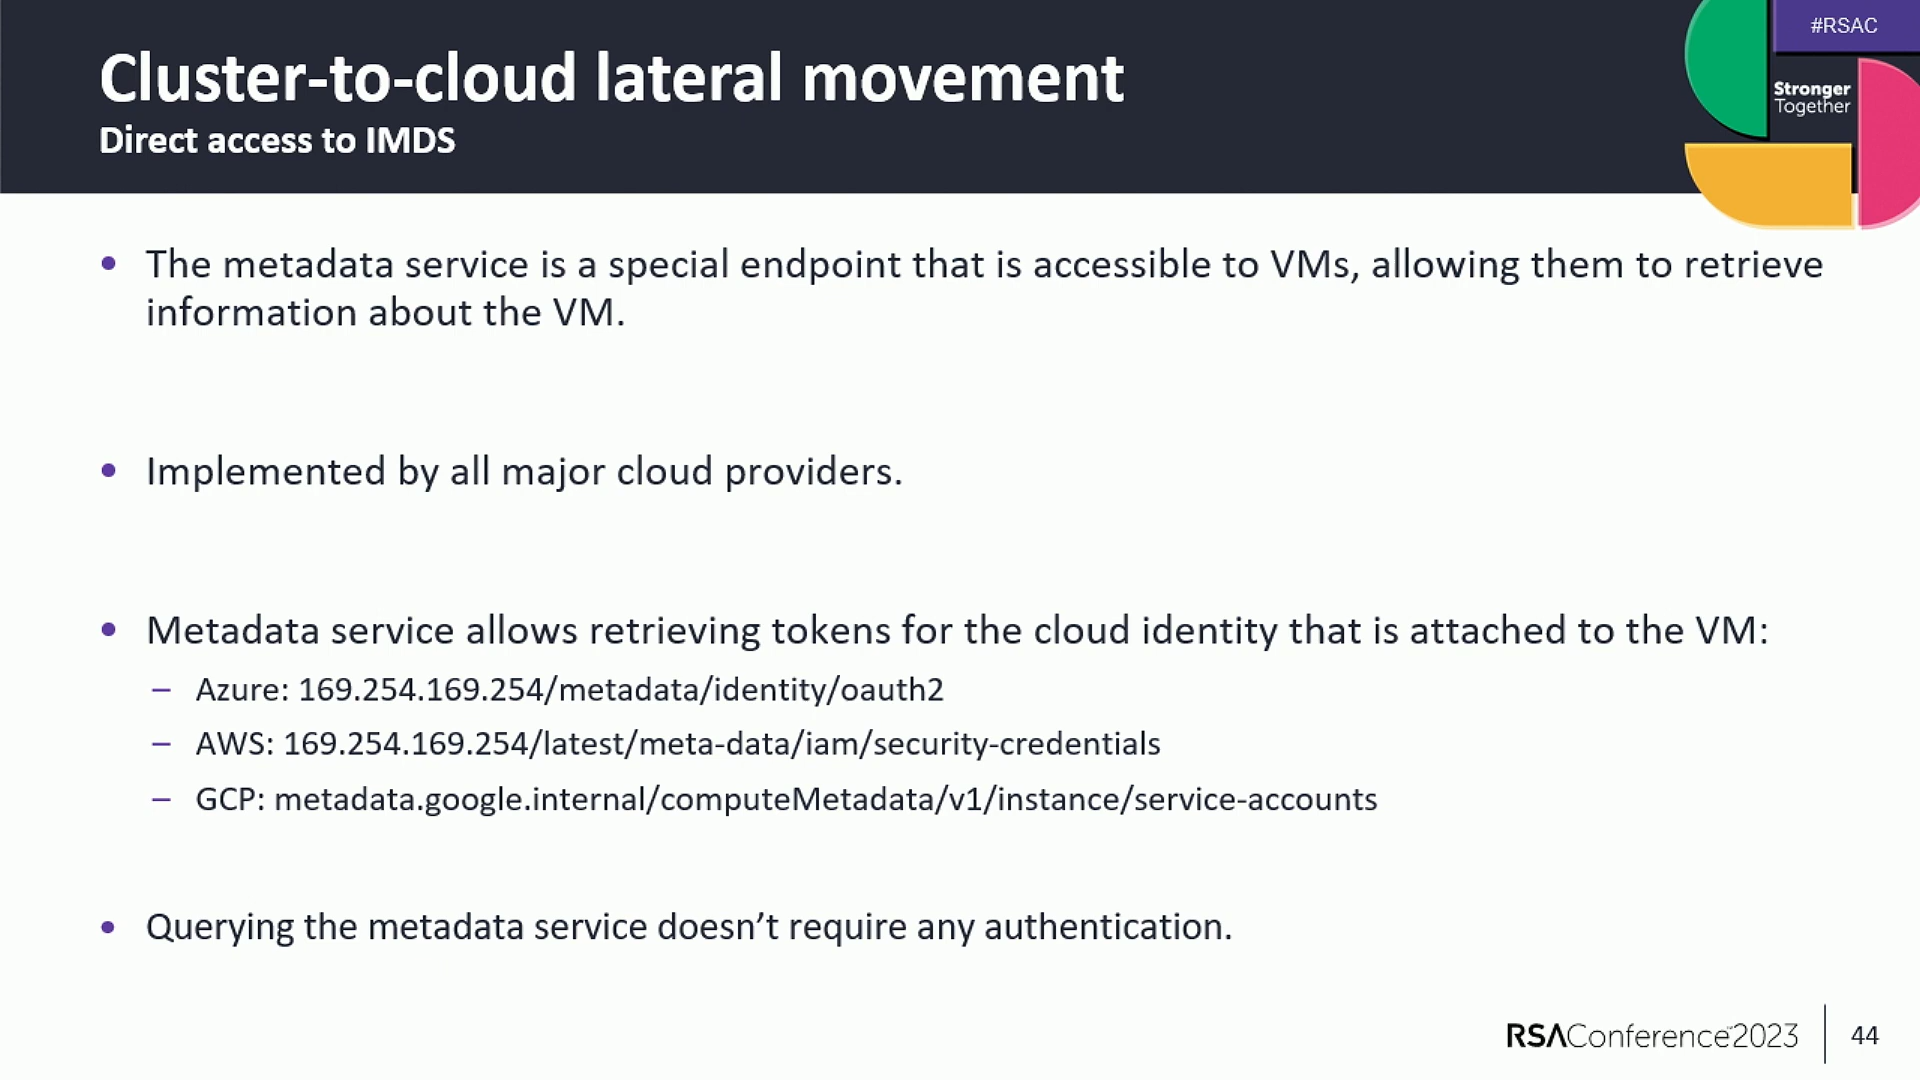 #RSAC
Cluster-to-cloud lateral movement
Direct access to IMDS
Stronger
Together
• The metadata service is a special endpoint that is accessible to VMs, allowing them to retrieve
information about the VM.
• Implemented by all major cloud providers.
• Metadata service allows retrieving tokens for the cloud identity that is attached to the VM:
– Azure: 169.254.169.254/metadata/identity/oauth2
– AWS: 169.254.169.254/latest/meta-data/iam/security-credentials
– GCP: metadata.google.internal/computeMetadata/v1/instance/service-accounts
• Querying the metadata service doesn’t require any authentication.
RSAConference™2023
44